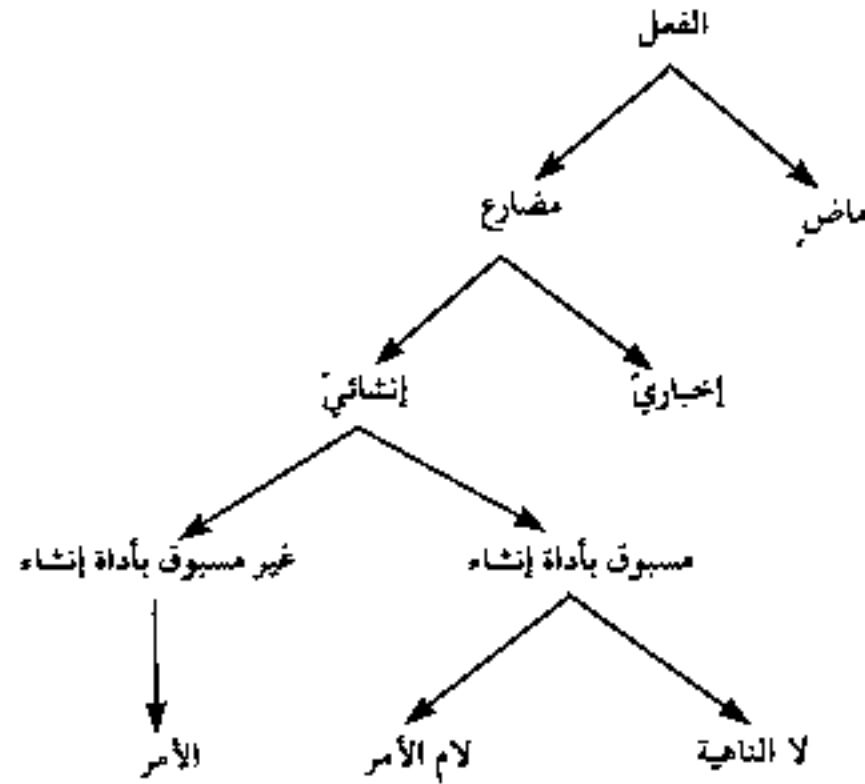 الفعل
ماضٍ
مضارع
إخباريّ
إنشائيّ
مسبوق بأداة إنشاء
غير مسبوق بأداة إنشاء
لا الناهية
لام الأمر
الأمر